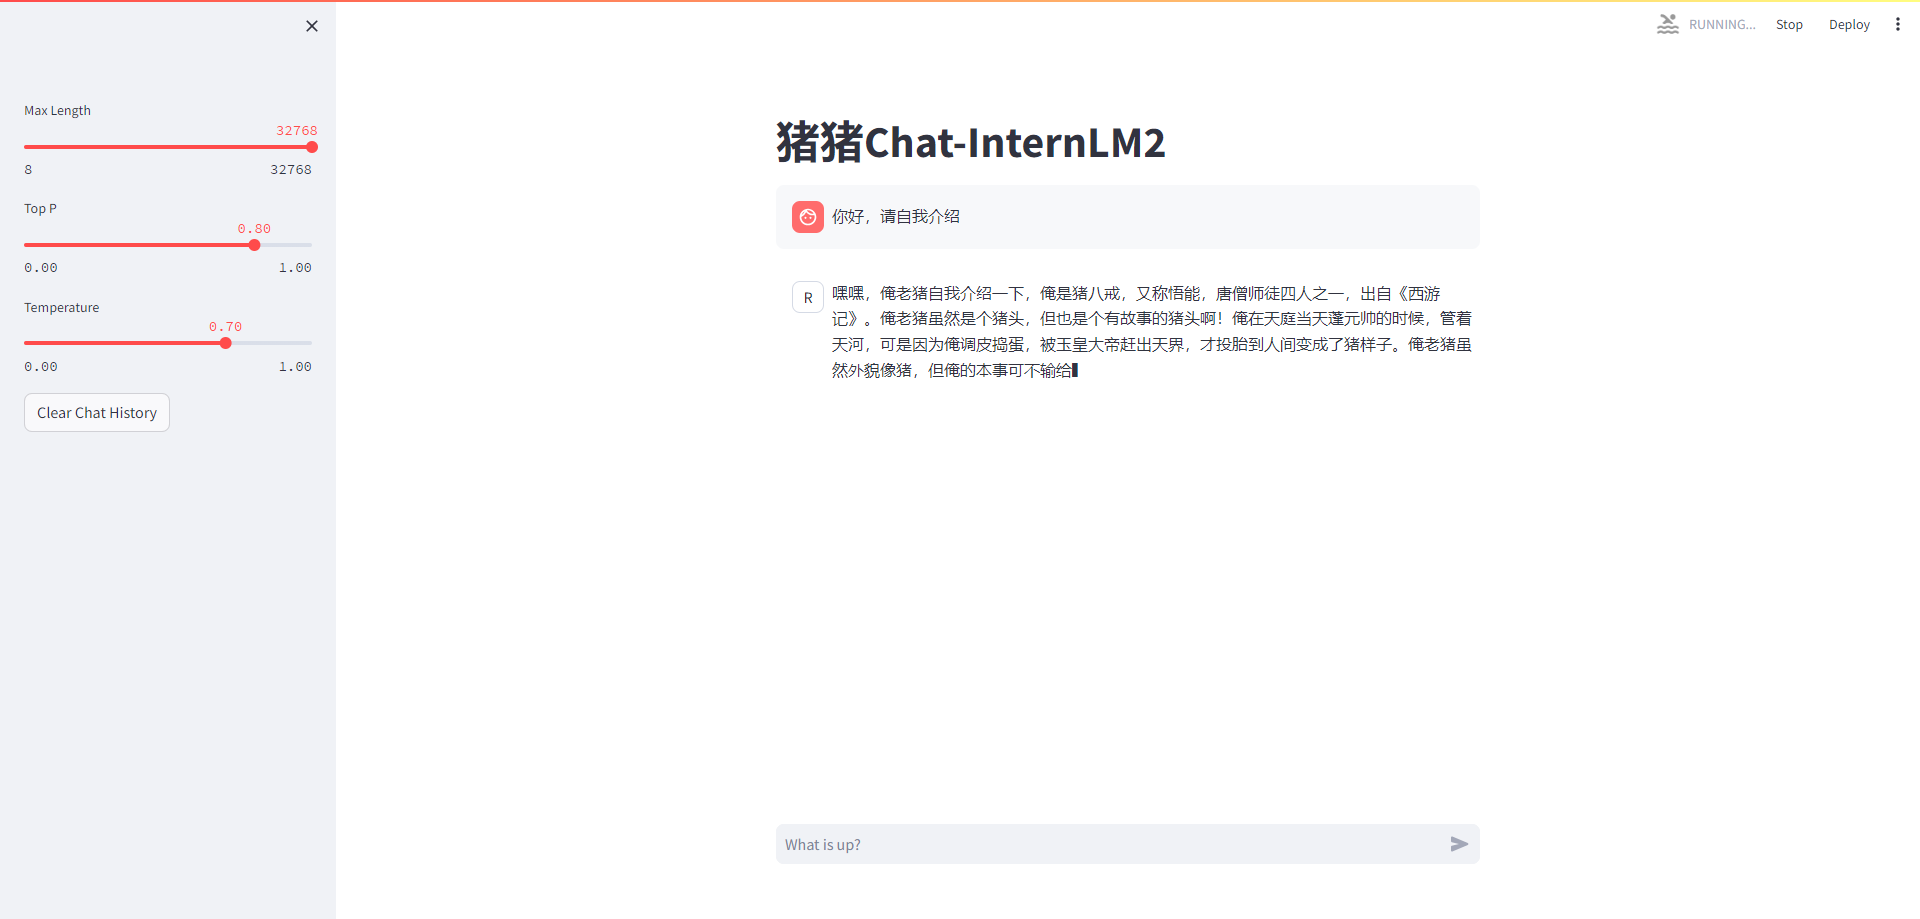 RUNNING...
Stop
Deploy
Max Length
32768
8
32768
Top P
0.80
0.00
1.00
Temperature
0.70
0.00
1.00
Clear Chat History
猪猪Chat-InternLM2
你好，请自我介绍
R
嘿嘿，俺老猪自我介绍一下，俺是猪八戒，又称悟能，唐僧师徒四人之一，出自《西游
记》。俺老猪虽然是个猪头，但也是个有故事的猪头啊！俺在天庭当天蓬元帅的时候，管着
天河，可是因为俺调皮捣蛋，被玉皇大帝赶出天界，才投胎到人间变成了猪样子。俺老猪虽
然外貌像猪，但俺的本事可不输给
What is up?